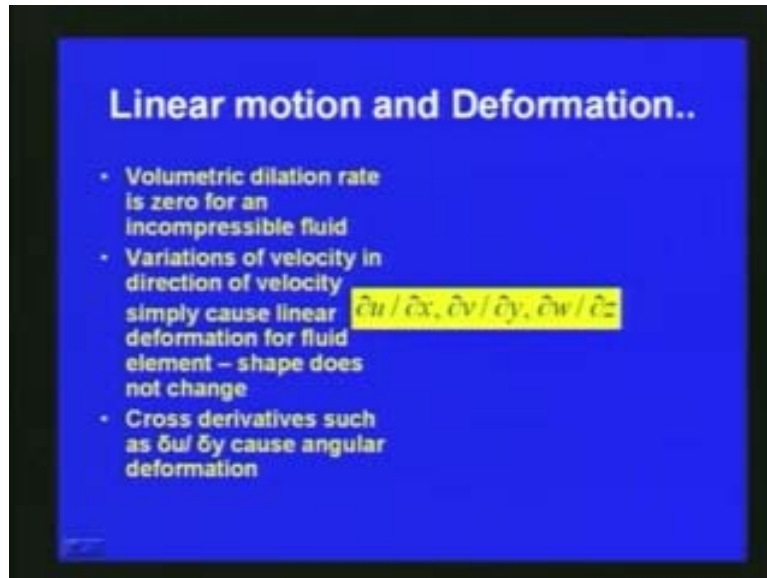 Linear motion and Deformation..
• Volumetric dilation rate
is zero for an
incompressible fluid
• Variations of velocity in
direction of velocity
simply cause linear
deformation for fluid
element – shape does
not change
∂u / ∂x, ∂v / ∂y, ∂w / ∂z
• Cross derivatives such
as δu/ δy cause angular
deformation